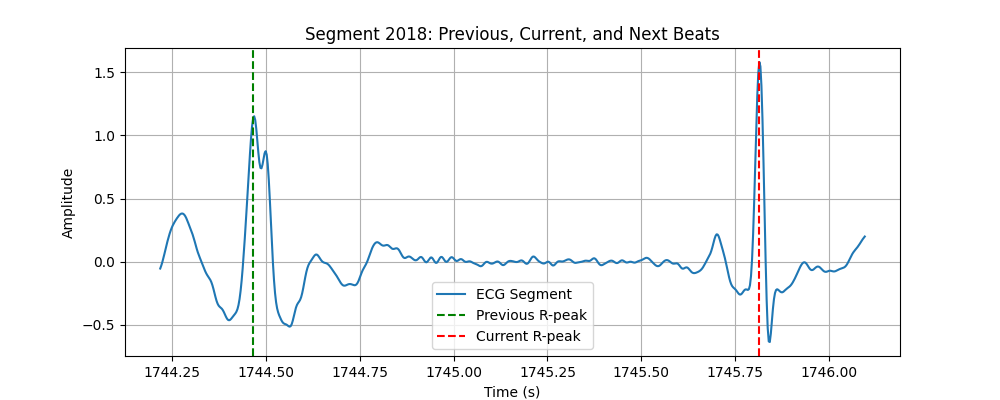 Segment 2018: Previous, Current, and Next Beats
Amplitude
1.5
1.0
0.5
0.0
−0.5
ECG Segment
Previous R-peak
Current R-peak
1744.25 1744.50 1744.75 1745.00 1745.25 1745.50 1745.75 1746.00
Time (s)